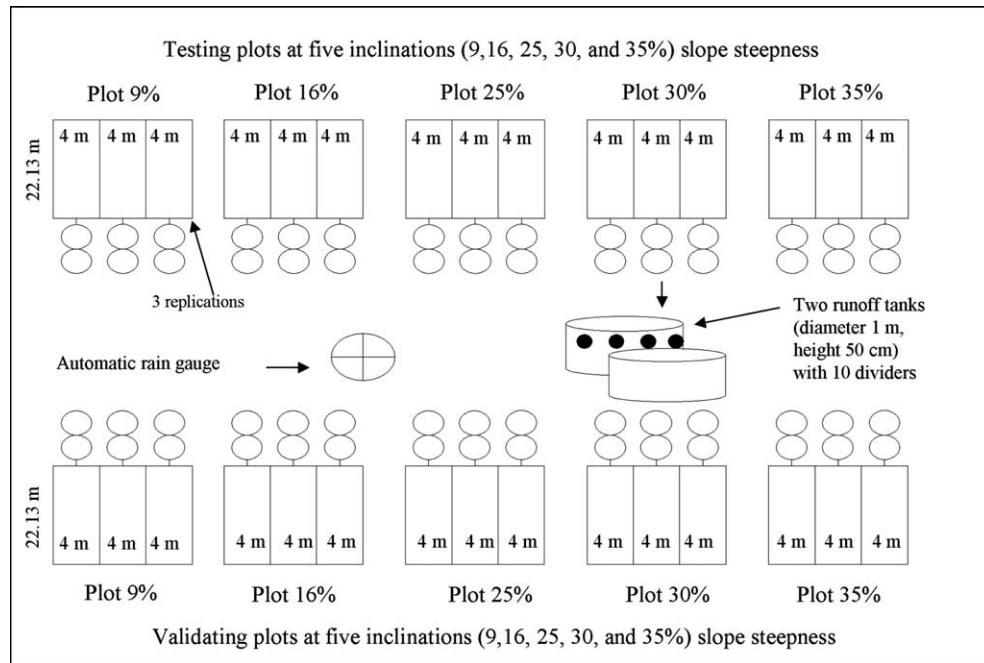 Testing plots at five inclinations (9,16, 25, 30, and 35%) slope steepness
Plot 9% Plot 16% Plot 25% Plot 30% Plot 35%
4 m 4 m 4 m 4 m 4 m 4 m 4 m 4 m 4 m 4 m 4 m 4 m 4 m 4 m 4 m
22.13 m
3 replications
Automatic rain gauge
Two runoff tanks
(diameter 1 m,
height 50 cm)
with 10 dividers
22.13 m
4 m 4 m 4 m 4 m 4 m 4 m 4 m 4 m 4 m 4 m 4 m 4 m 4 m 4 m 4 m
Plot 9% Plot 16% Plot 25% Plot 30% Plot 35%
Validating plots at five inclinations (9,16, 25, 30, and 35%) slope steepness